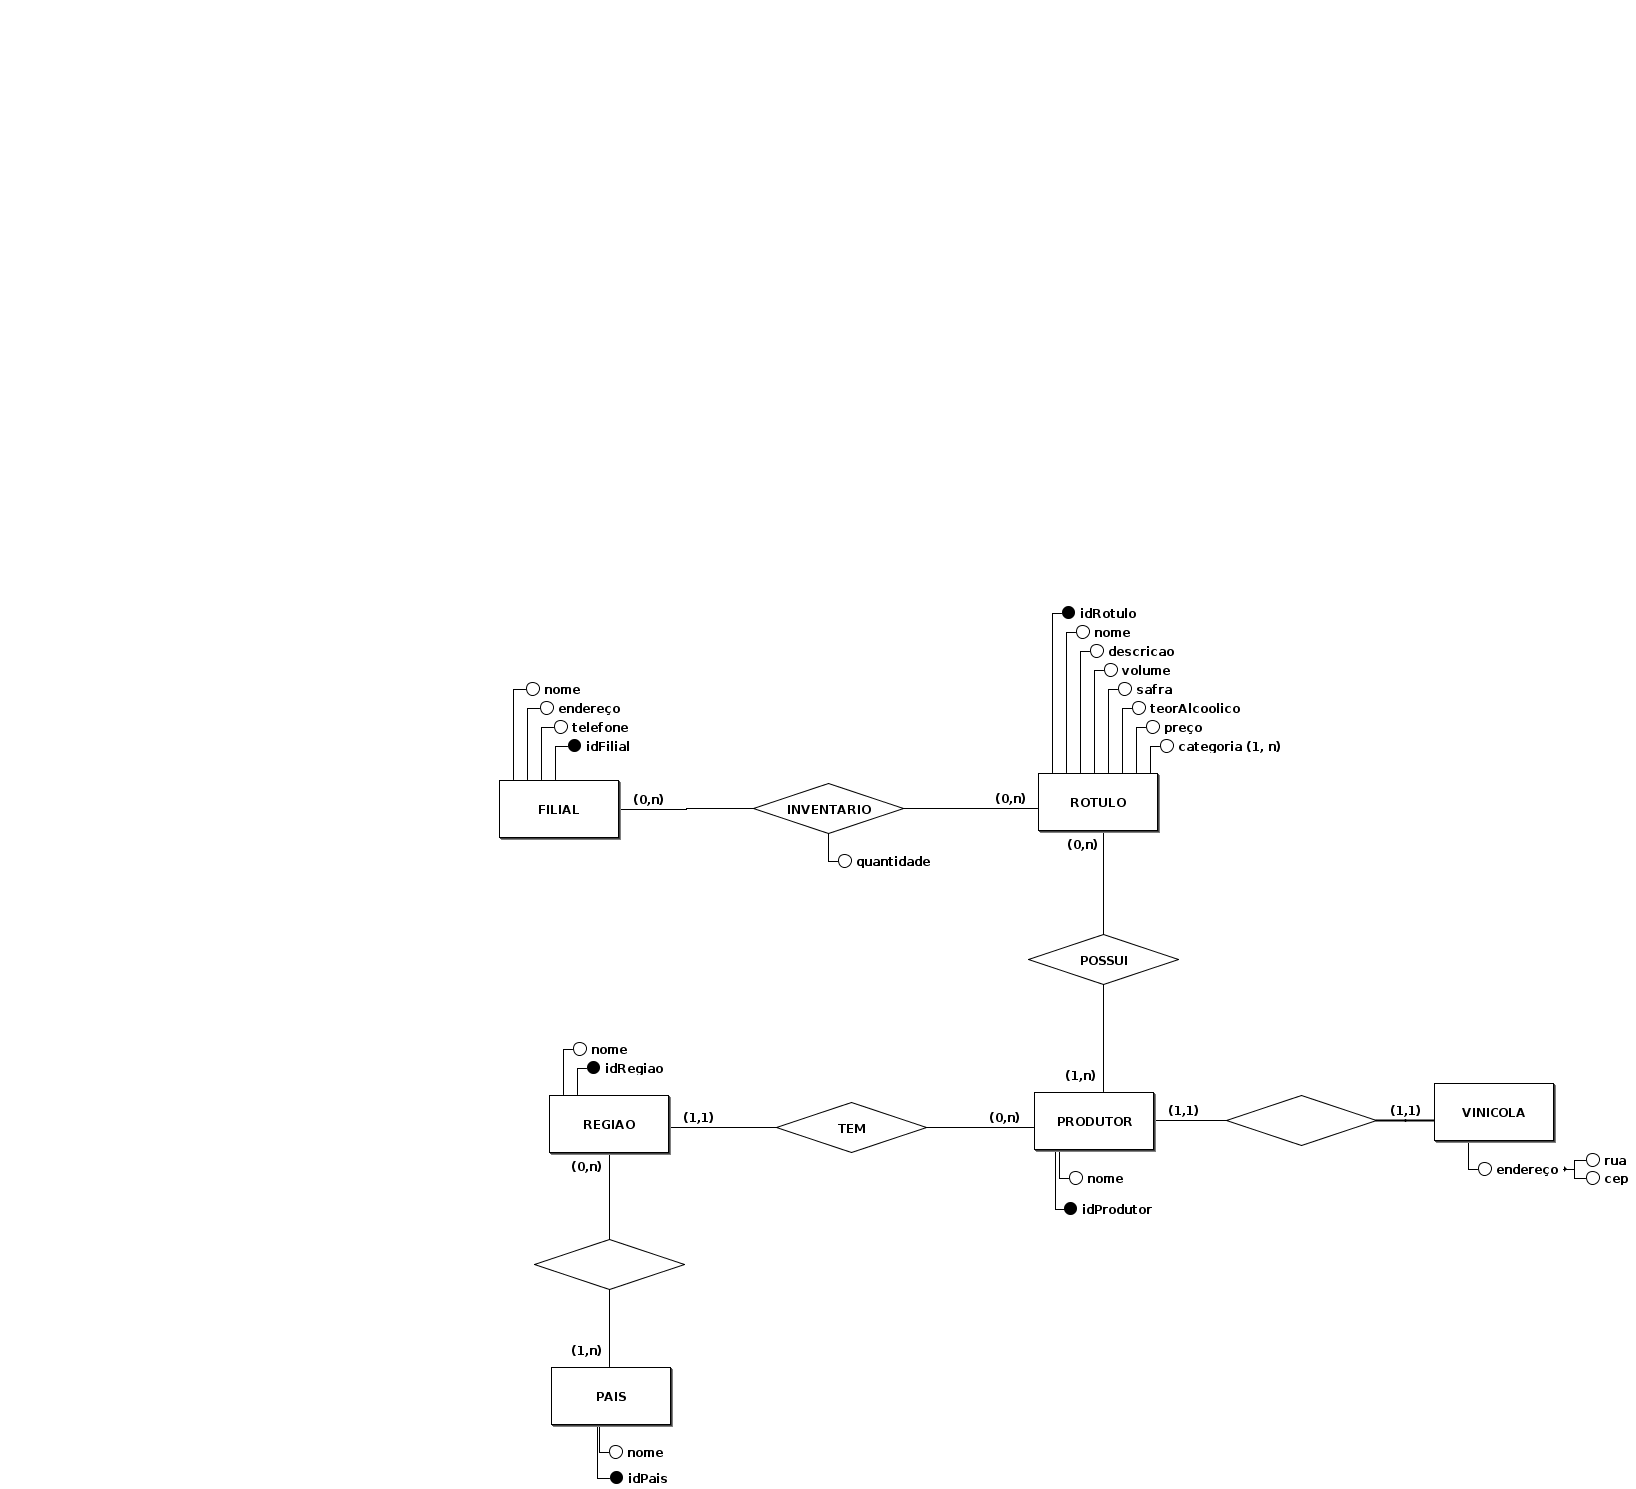 idRotulo
nome
descricao
volume
safra
teorAlcoolico
preço
categoria (1, n)
nome
endereço
telefone
idFilial
FILIAL
(0,n)
INVENTARIO
(0,n)
ROTULO
quantidade
(0,n)
POSSUI
(1,n)
nome
idRegiao
REGIAO
(1,1)
TEM
(0,n)
PRODUTOR
(1,1)
(1,1)
VINICOLA
endereço
rua
cep
nome
idProdutor
(0,n)
(1,n)
PAIS
nome
idPais